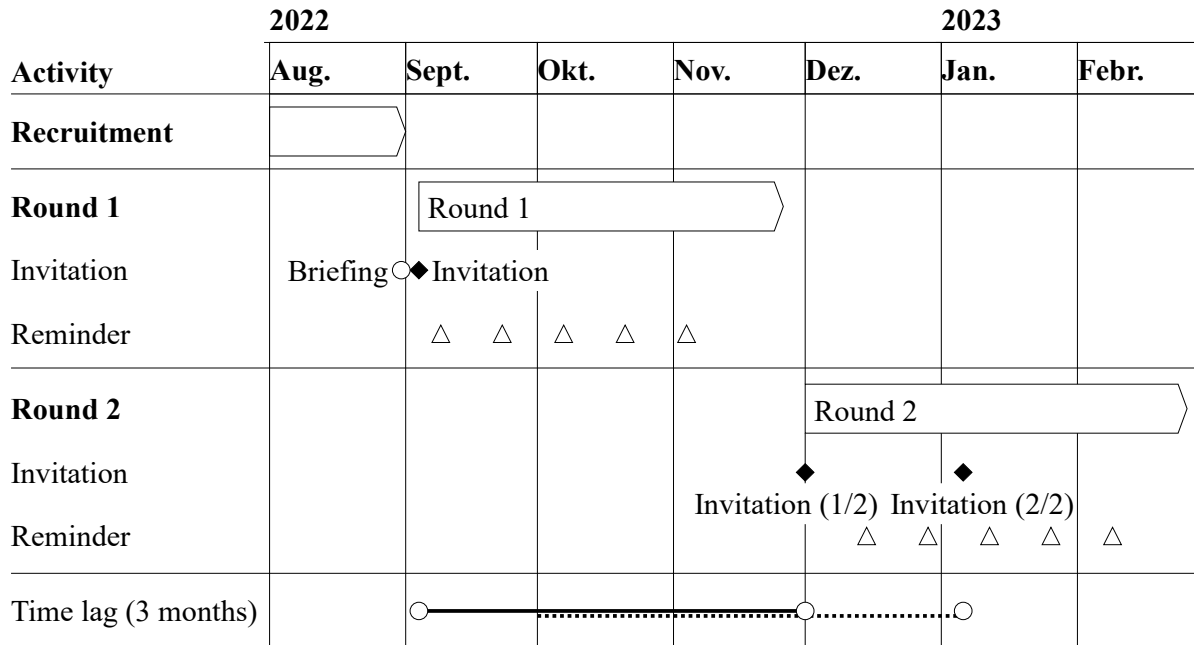 2022 2023
Activity Aug. Sept. Okt. Nov. Dez. Jan. Febr.
Recruitment
Round 1 Round 1
Invitation Briefing Invitation
Reminder
Round 2 Round 2
Invitation
Invitation (1/2) Invitation (2/2)
Reminder
Time lag (3 months)